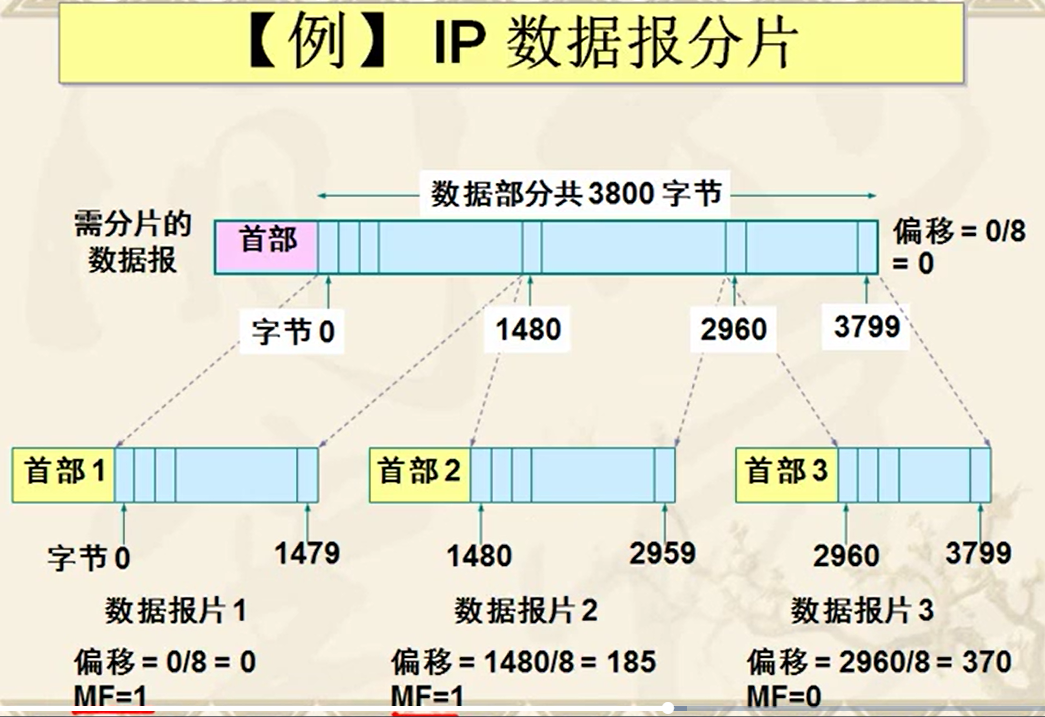 【例】 IP 数据报分片
数据部分共 3800 字节
需分片的
数据报
首部
偏移 = 0/8
= 0
字节 0
1480
2960
3799
首部 1
首部 2
首部 3
字节 0
1479
1480
2959
2960
3799
数据报片 1
数据报片 2
数据报片 3
偏移 = 0/8 = 0
MF=1
偏移 = 1480/8 = 185
MF=1
偏移 = 2960/8 = 370
MF=0